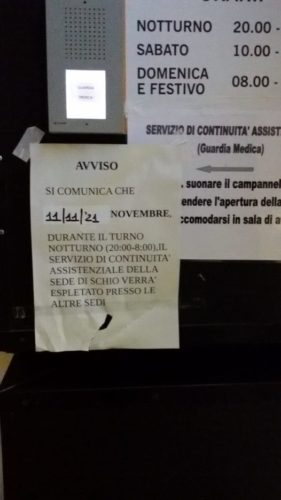 GUARDIA
MEDICA
NOTTURNO 20.00 -
SABATO 10.00 -
DOMENICA
E FESTIVO 08.00 -
SERVIZIO DI CONTINUITA' ASSIST
(Guardia Medica)
suonare il campannel
endere l'apertura della
ccomodarsi in sala di a
AVVISO
SI COMUNICA CHE
11/11/21 NOVEMBRE,
DURANTE IL TURNO
NOTTURNO (20:00-8:00),IL
SERVIZIO DI CONTINUITA'
ASSISTENZIALE DELLA
SEDE DI SCHIO VERRA'
ESPLETATO PRESSO LE
ALTRE SEDI